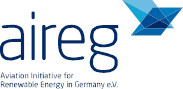 aireg
Aviation Initiative for
Renewable Energy in Germany e.V.